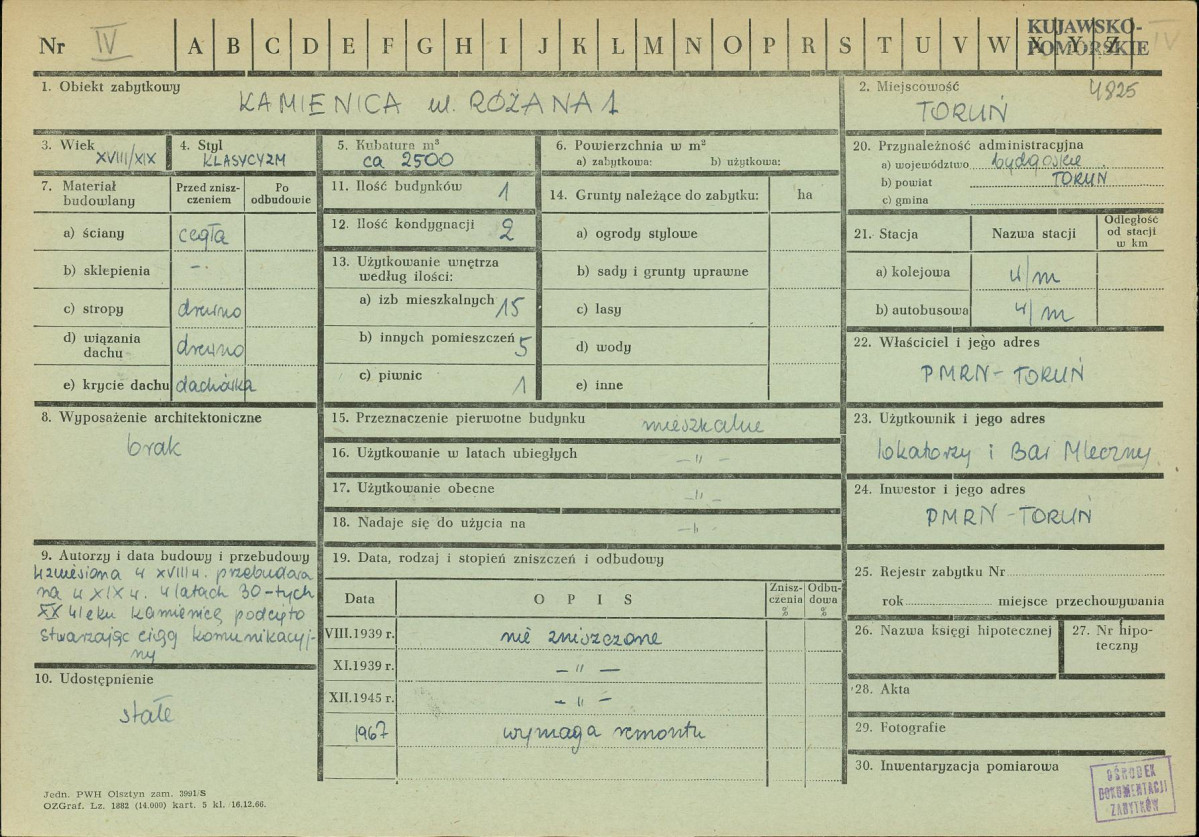 Nr IV A B C D E F G H I J K L M N O P R S T U V W X Y Z KUJAWSKO-
POMORSKIE IV
1. Obiekt zabytkowy
KAMIENICA ul. RÓŻANA 1
2. Miejscowość 4825
TORUŃ
3. Wiek
XVIII/XIX
4. Styl
KLASYCYZM
5. Kubatura m³
ca 2500
6. Powierzchnia w m²
a) zabytkowa: b) użytkowa:
20. Przynależność administracyjna
a) województwo bydgoskie
b) powiat TORUŃ
c) gmina
7. Materiał
budowlany
Przed znisz-
czeniem
Po
odbudowie
a) ściany cegła
b) sklepienia -
c) stropy drewno
d) wiązania
dachu drewno
e) krycie dachu dachówka
11. Ilość budynków 1
12. Ilość kondygnacji 2
13. Użytkowanie wnętrza
według ilości:
a) izb mieszkalnych 15
b) innych pomieszczeń 5
c) piwnic 1
14. Grunty należące do zabytku: ha
a) ogrody stylowe
b) sady i grunty uprawne
c) lasy
d) wody
e) inne
21. Stacja Nazwa stacji
Odległość
od stacji
w km
a) kolejowa w/m
b) autobusowa w/m
22. Właściciel i jego adres
PMRN - TORUŃ
8. Wyposażenie architektoniczne
brak
15. Przeznaczenie pierwotne budynku mieszkalne
16. Użytkowanie w latach ubiegłych - " -
17. Użytkowanie obecne - " -
18. Nadaje się do użycia na - " -
23. Użytkownik i jego adres
lokatorzy i Bar Mleczny
24. Inwestor i jego adres
PMRN - TORUŃ
9. Autorzy i data budowy i przebudowy
wzniesiona w XVIII w. przebudowa
na w XIX w. w latach 30-tych
XX wieku kamienicę podcięto
stwarzając ciąg komunikacyj-
ny
10. Udostępnienie
stałe
19. Data, rodzaj i stopień zniszczeń i odbudowy
Data OPIS
Znisz-
czenia
%
Odbu-
dowa
%
VIII.1939 r. nie zniszczone
XI.1939 r. - " -
XII.1945 r. - " -
1967 wymaga remontu
25. Rejestr zabytku Nr
rok miejsce przechowywania
26. Nazwa księgi hipotecznej
27. Nr hipo-
teczny
28. Akta
29. Fotografie
30. Inwentaryzacja pomiarowa
OŚRODEK
DOKUMENTACJI
ZABYTKÓW
Jedn. PWH Olsztyn zam. 3991/S
OZGraf. Lz. 1882 (14.000) kart. 5 kl. 16.12.66.